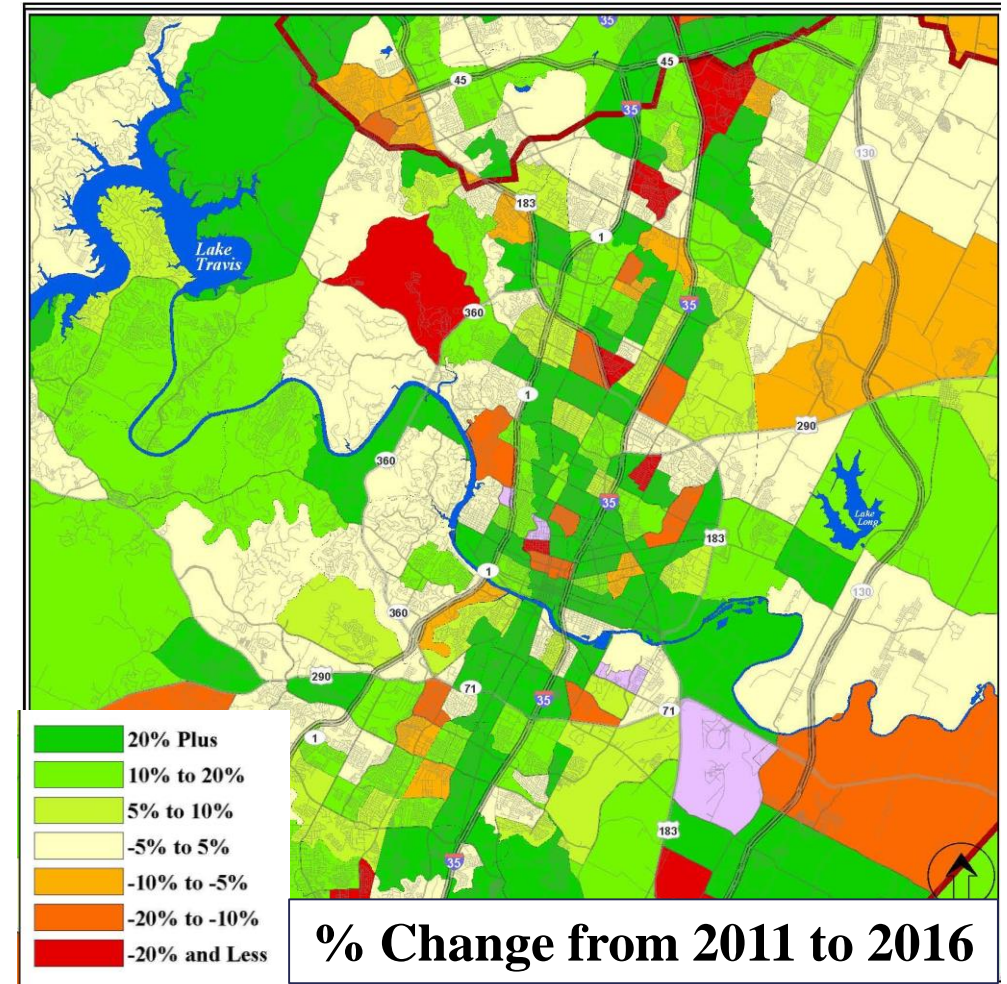 35
45
45
35
130
183
1
Lake
Travis
35
360
1
290
360
35
Lake
Long
183
1
130
360
290
71
35
71
1
183
35
20% Plus
10% to 20%
5% to 10%
-5% to 5%
-10% to -5%
-20% to -10%
-20% and Less
% Change from 2011 to 2016